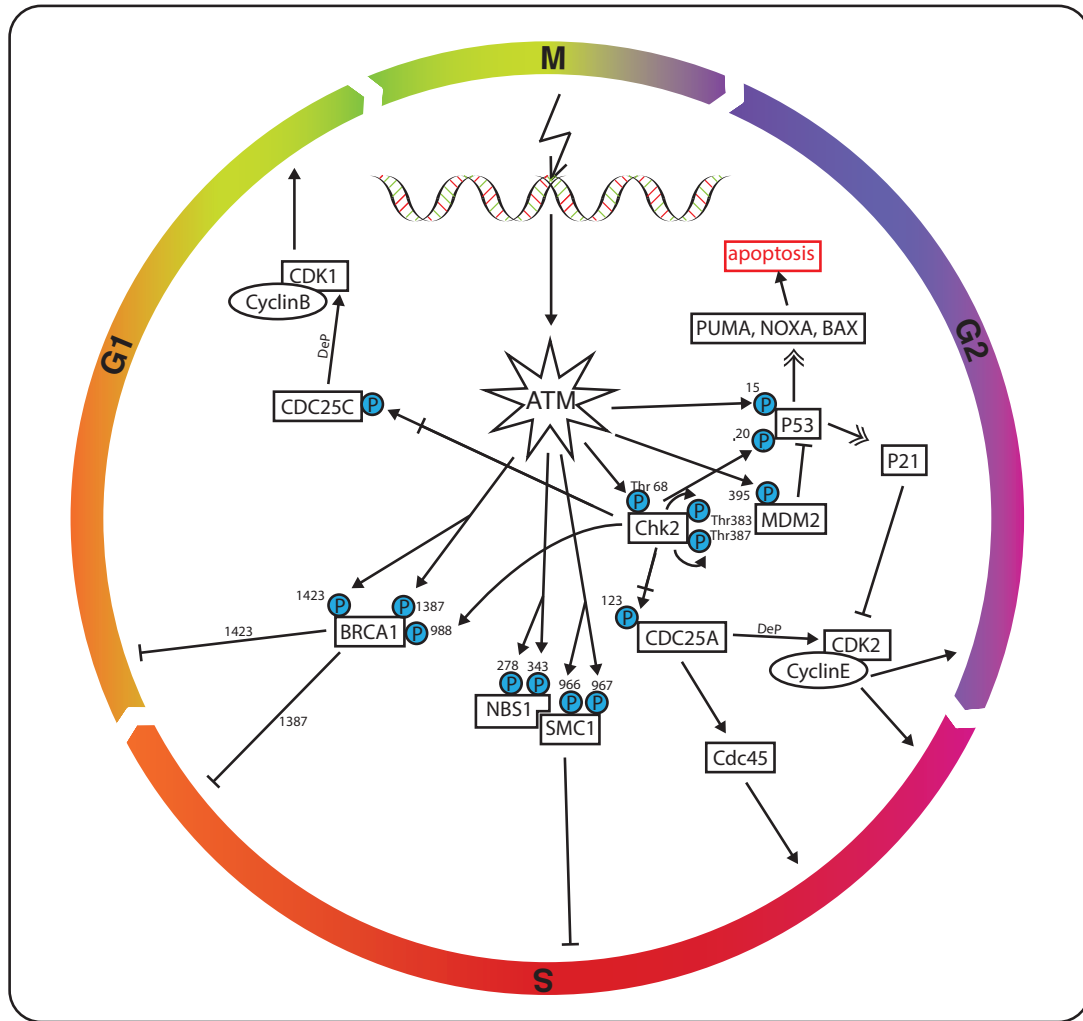 M
apoptosis
CDK1
CyclinB
G1
G2
PUMA, NOXA, BAX
DeP
ATM
15
P
P53
CDC25C
P
20
P
P21
Thr 68
P
395
P
Chk2
P
Thr383
MDM2
P
Thr387
1423
P
P
1387
BRCA1
P
988
1423
123
P
CDC25A
DeP
CDK2
CyclinE
278
343
P
P
966
967
P
P
NBS1
SMC1
1387
Cdc45
S